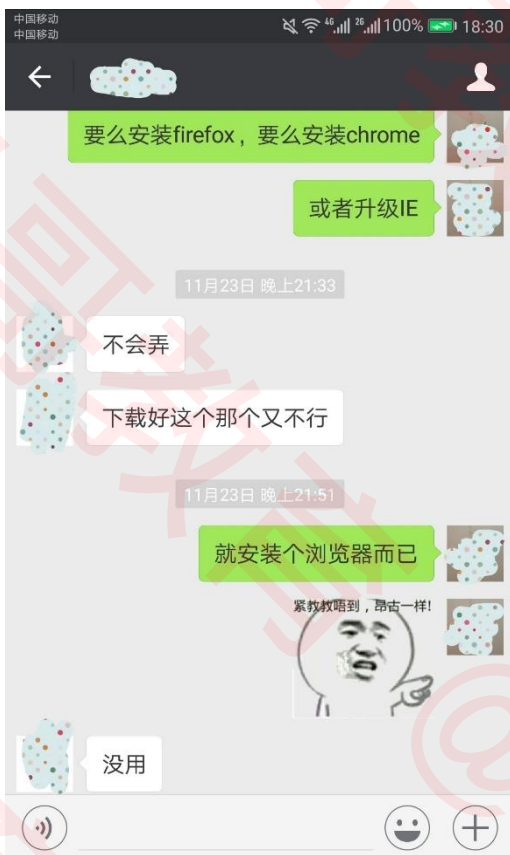 中国移动
中国移动
4G 2G 100% 18:30
要么安装firefox，要么安装chrome
或者升级IE
11月23日 晚上21:33
不会弄
下载好这个那个又不行
11月23日 晚上21:51
就安装个浏览器而已
紧教教唔到，昂古一样!
没用